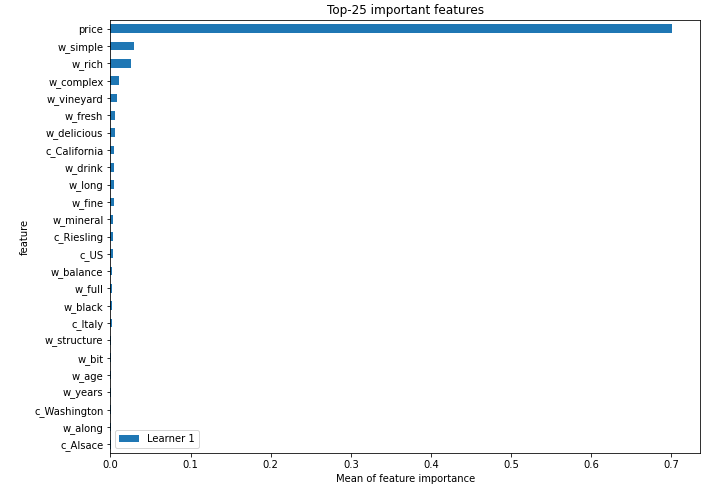 Top-25 important features
price
w_simple
w_rich
w_complex
w_vineyard
w_fresh
w_delicious
c_California
w_drink
w_long
w_fine
w_mineral
c_Riesling
c_US
w_balance
w_full
w_black
c_Italy
w_structure
w_bit
w_age
w_years
c_Washington
w_along
c_Alsace
feature
Learner 1
0.0 0.1 0.2 0.3 0.4 0.5 0.6 0.7
Mean of feature importance